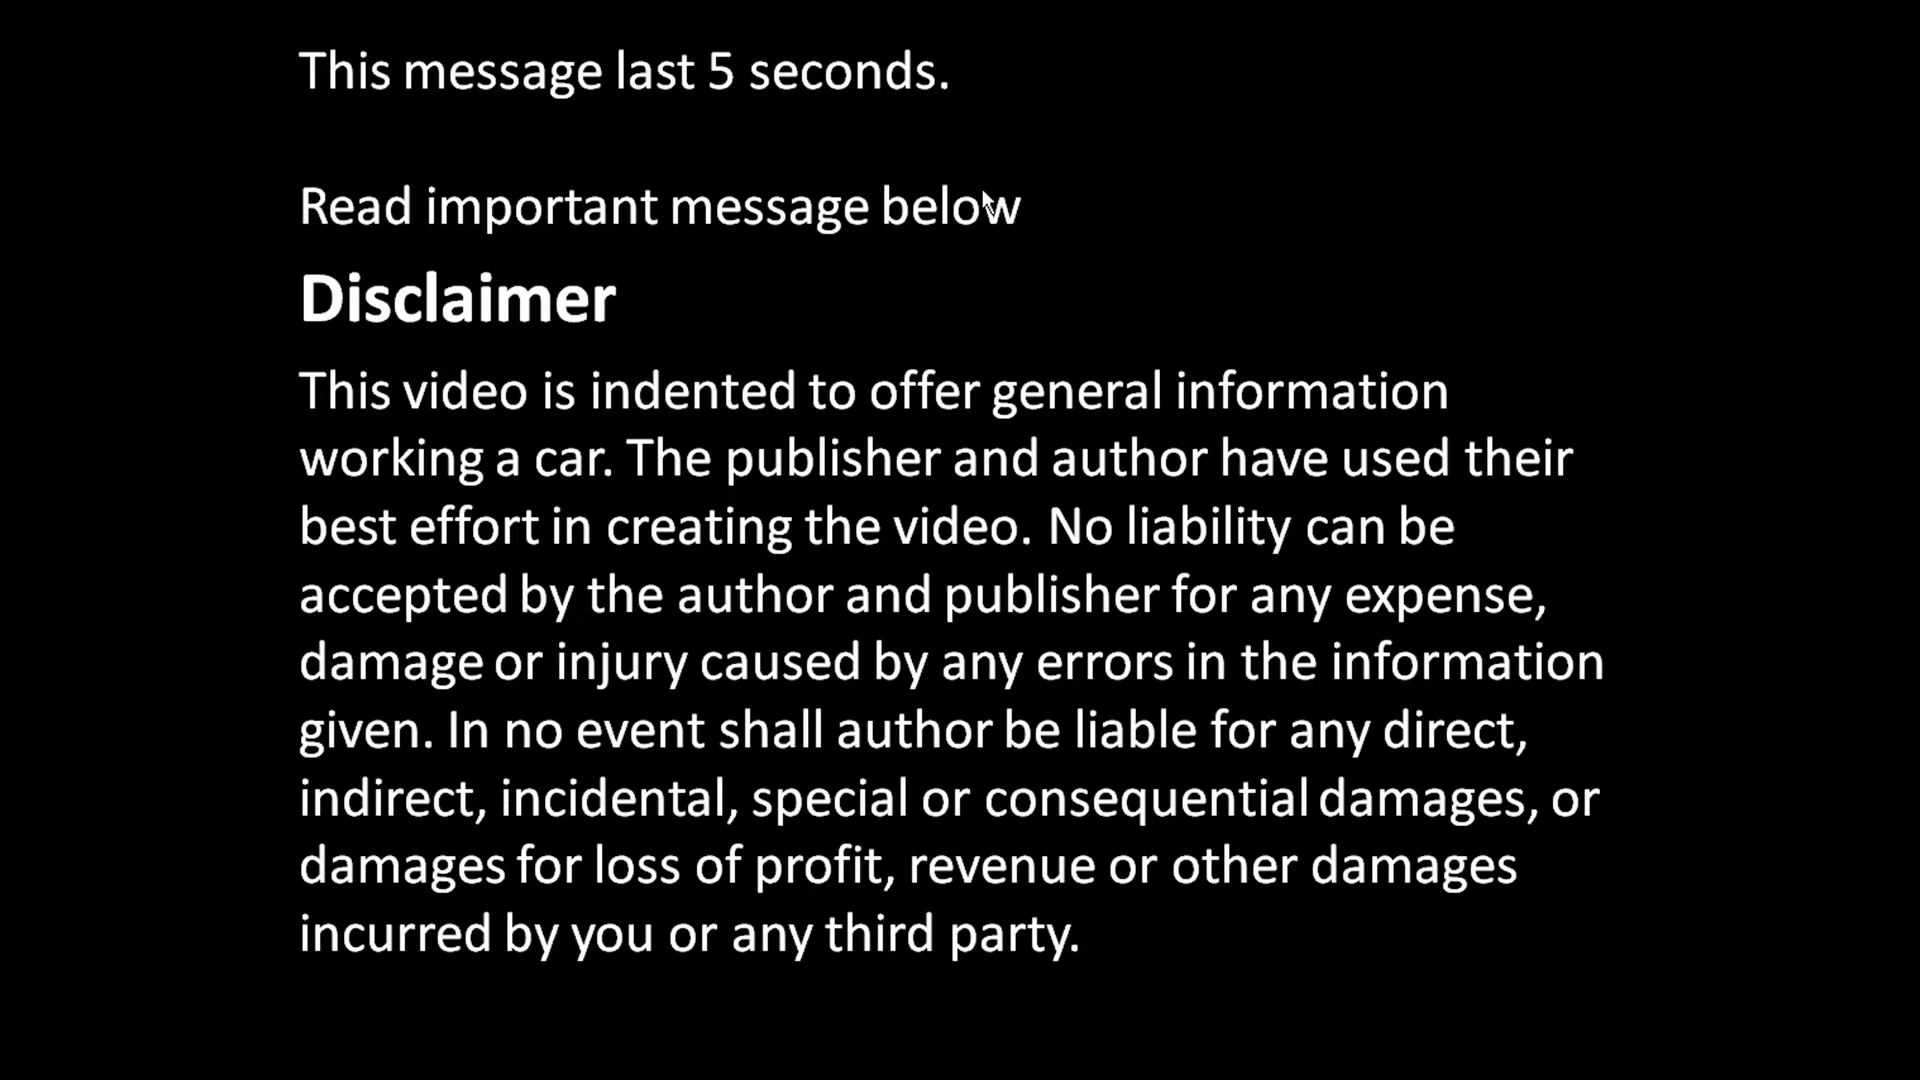 This message last 5 seconds.
Read important message below
Disclaimer
This video is indented to offer general information
working a car. The publisher and author have used their
best effort in creating the video. No liability can be
accepted by the author and publisher for any expense,
damage or injury caused by any errors in the information
given. In no event shall author be liable for any direct,
indirect, incidental, special or consequential damages, or
damages for loss of profit, revenue or other damages
incurred by you or any third party.